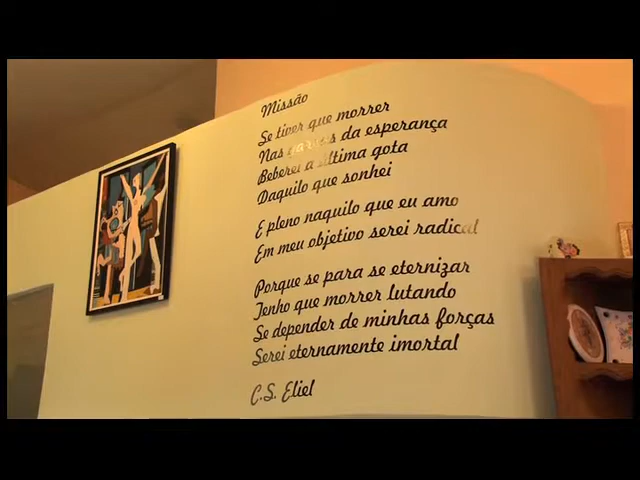 Missão
Se tiver que morrer
Nas garras da esperança
Beberei a última gota
Daquilo que sonhei
E pleno naquilo que eu amo
Em meu objetivo serei radical
Porque se para se eternizar
Tenho que morrer lutando
Se depender de minhas forças
Serei eternamente imortal
C.S. Eliel